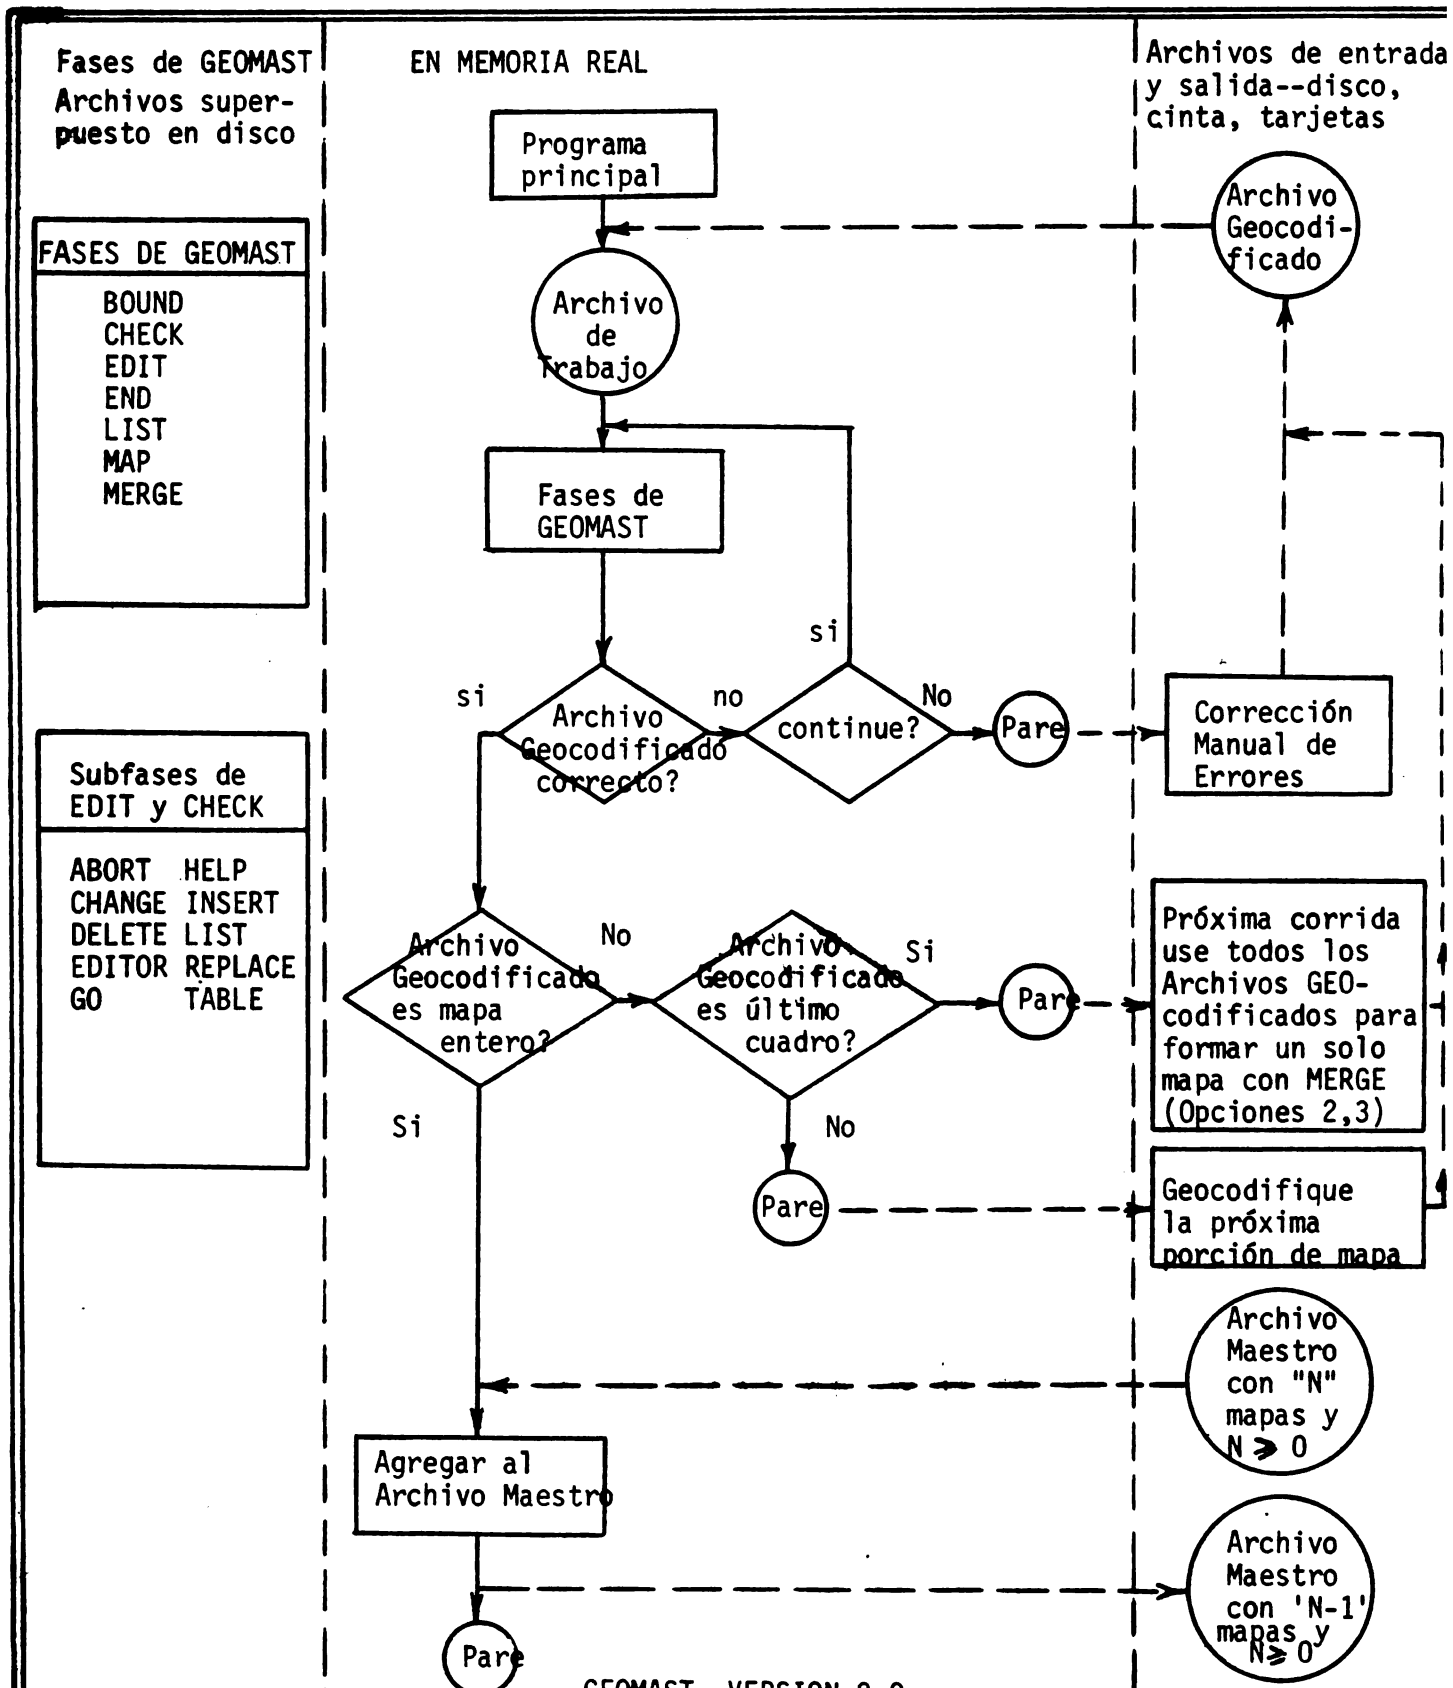 Fases de GEOMAST
Archivos super-
puesto en disco
EN MEMORIA REAL
Archivos de entrada
y salida--disco,
cinta, tarjetas
Programa
principal
Archivo
Geocodi-
ficado
FASES DE GEOMAST
BOUND
CHECK
EDIT
END
LIST
MAP
MERGE
Archivo
de
Trabajo
Fases de
GEOMAST
si
si
no
No
Archivo
Geocodificado
correcto?
continue?
Pare
Corrección
Manual de
Errores
Subfases de
EDIT y CHECK
ABORT HELP
CHANGE INSERT
DELETE LIST
EDITOR REPLACE
GO TABLE
Archivo
Geocodificado
es mapa
entero?
No
Archivo
Geocodificado
es último
cuadro?
Si
Pare
Próxima corrida
use todos los
Archivos GEO-
codificados para
formar un solo
mapa con MERGE
(Opciones 2,3)
Si
No
Pare
Geocodifique
la próxima
porción de mapa
Archivo
Maestro
con "N"
mapas y
N ⩾ 0
Agregar al
Archivo Maestro
Archivo
Maestro
con 'N-1'
mapas y
N⩾ 0
Pare
GEOMAST VERSION